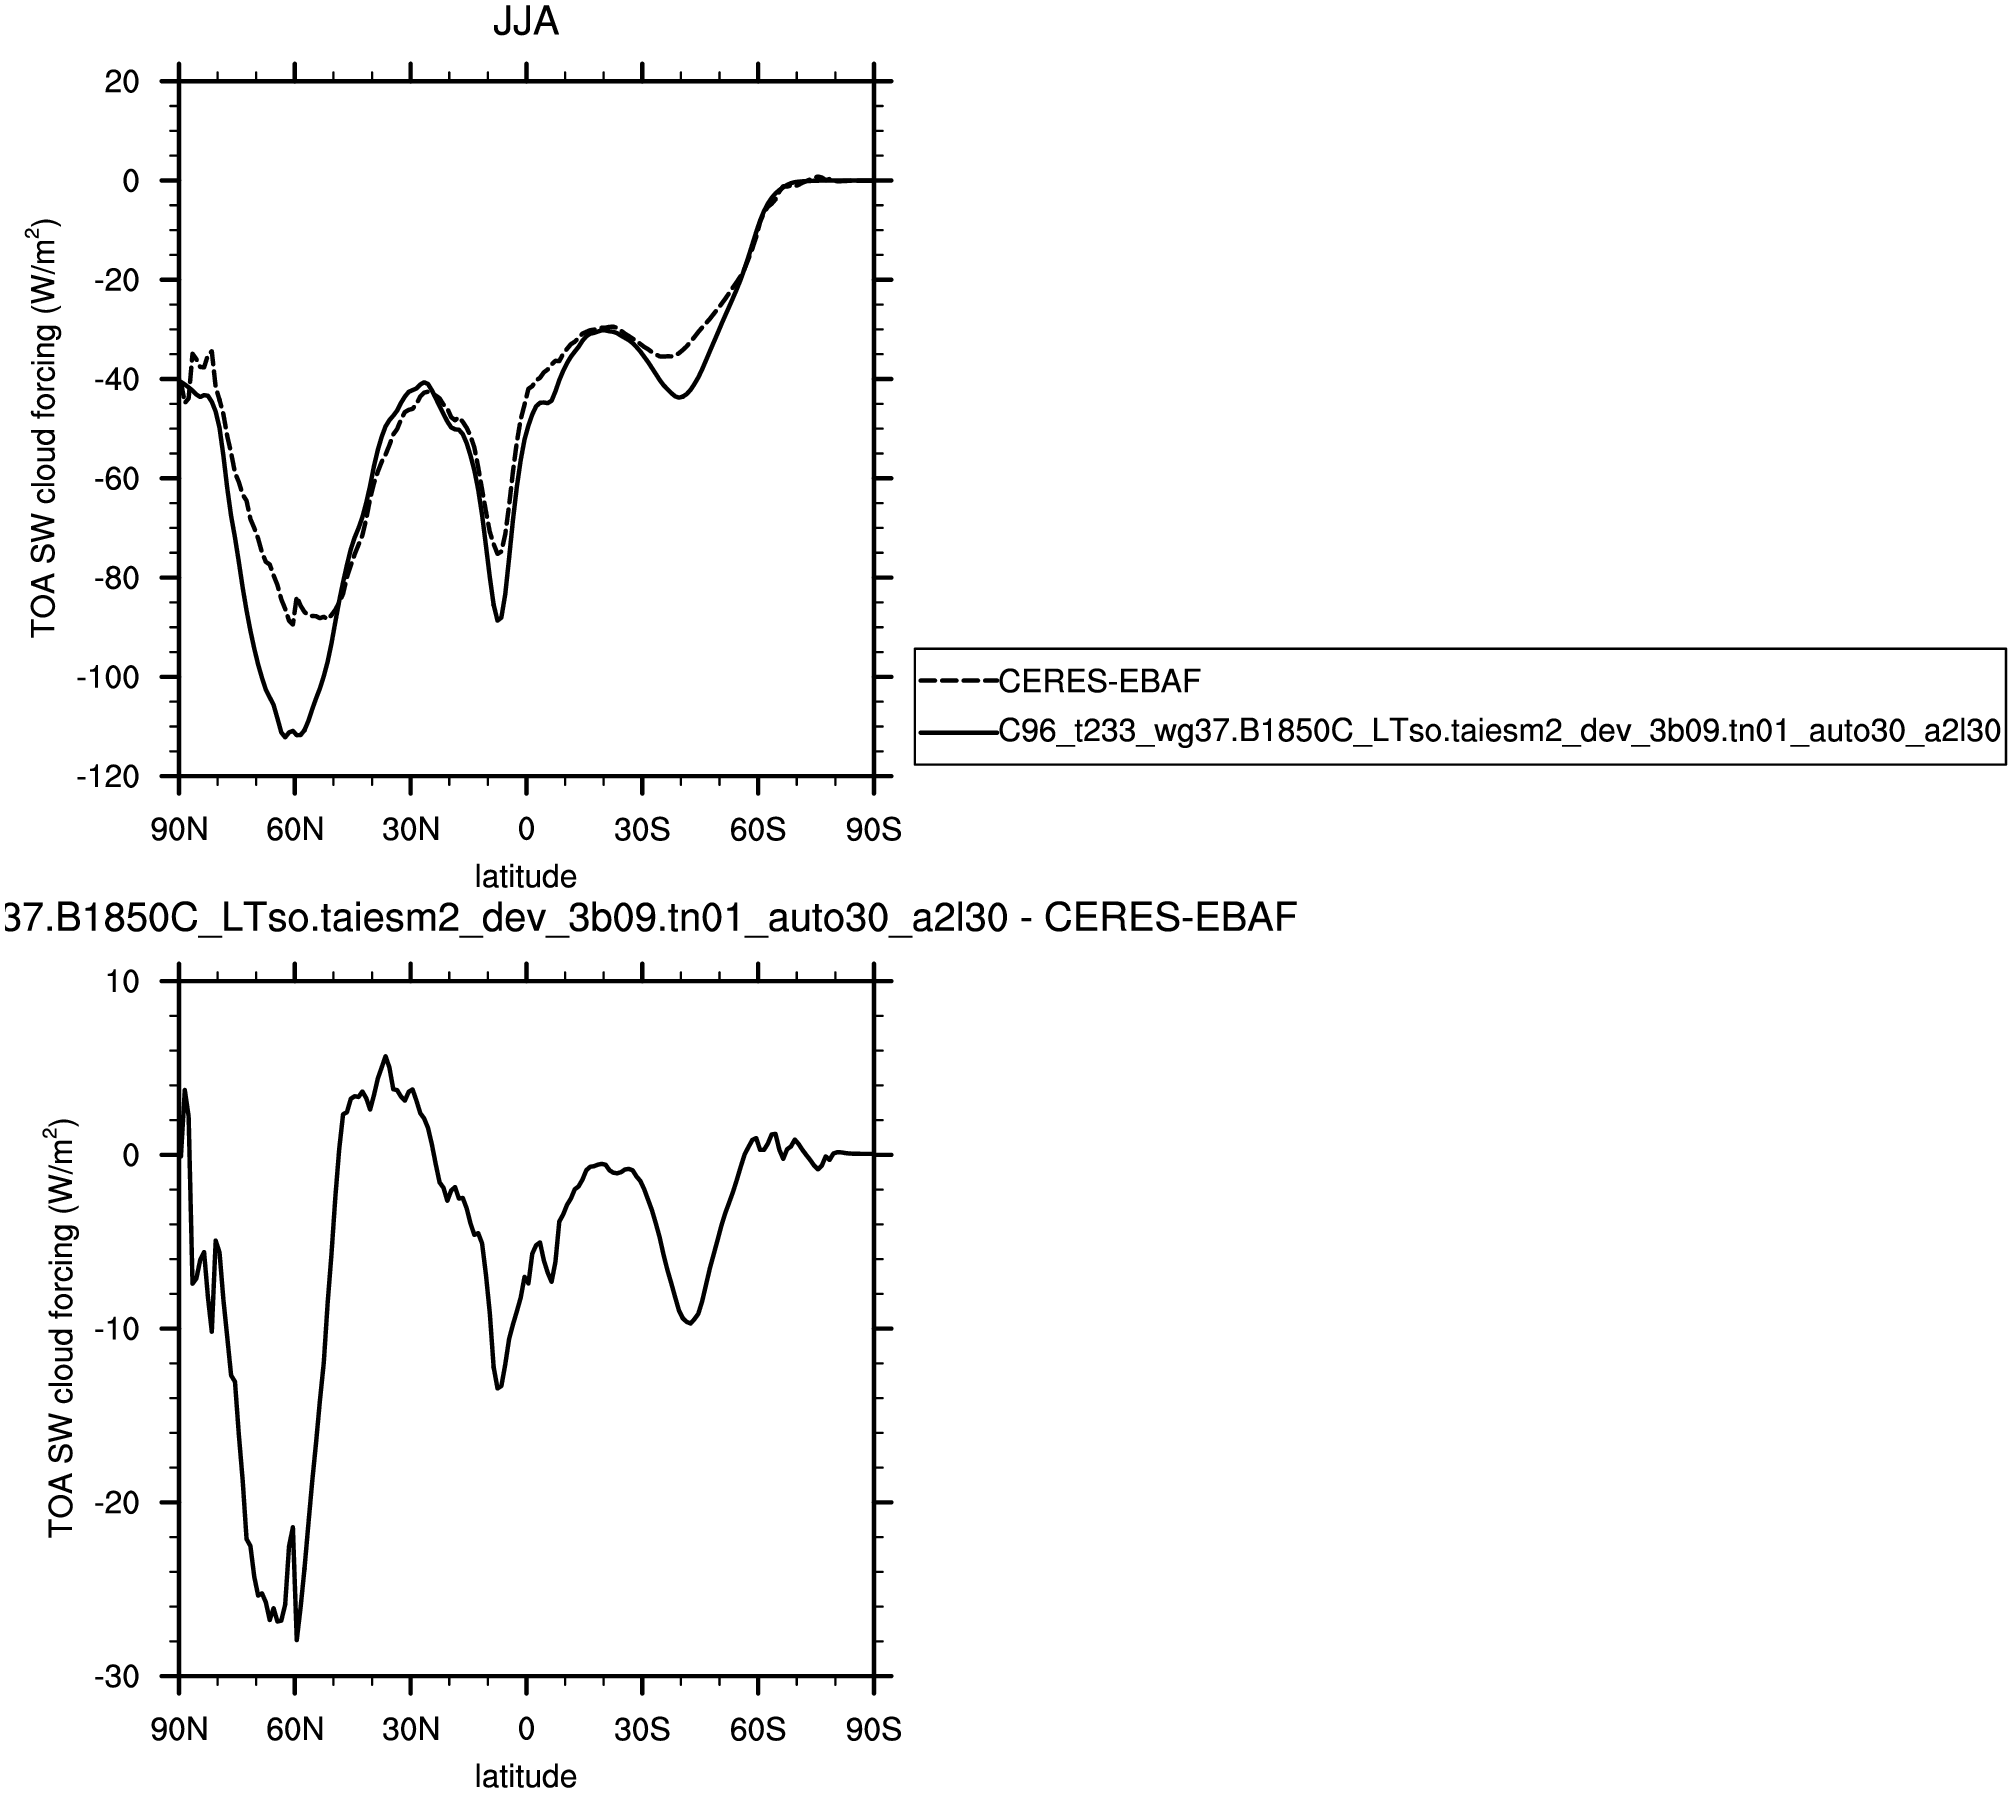 JJA
20
0
-20
-40
-60
-80
-100
-120
TOA SW cloud forcing (W/m²)
90N 60N 30N 0 30S 60S 90S
latitude
CERES-EBAF
C96_t233_wg37.B1850C_LTso.taiesm2_dev_3b09.tn01_auto30_a2l30
37.B1850C_LTso.taiesm2_dev_3b09.tn01_auto30_a2l30 - CERES-EBAF
10
0
-10
-20
-30
TOA SW cloud forcing (W/m²)
90N 60N 30N 0 30S 60S 90S
latitude